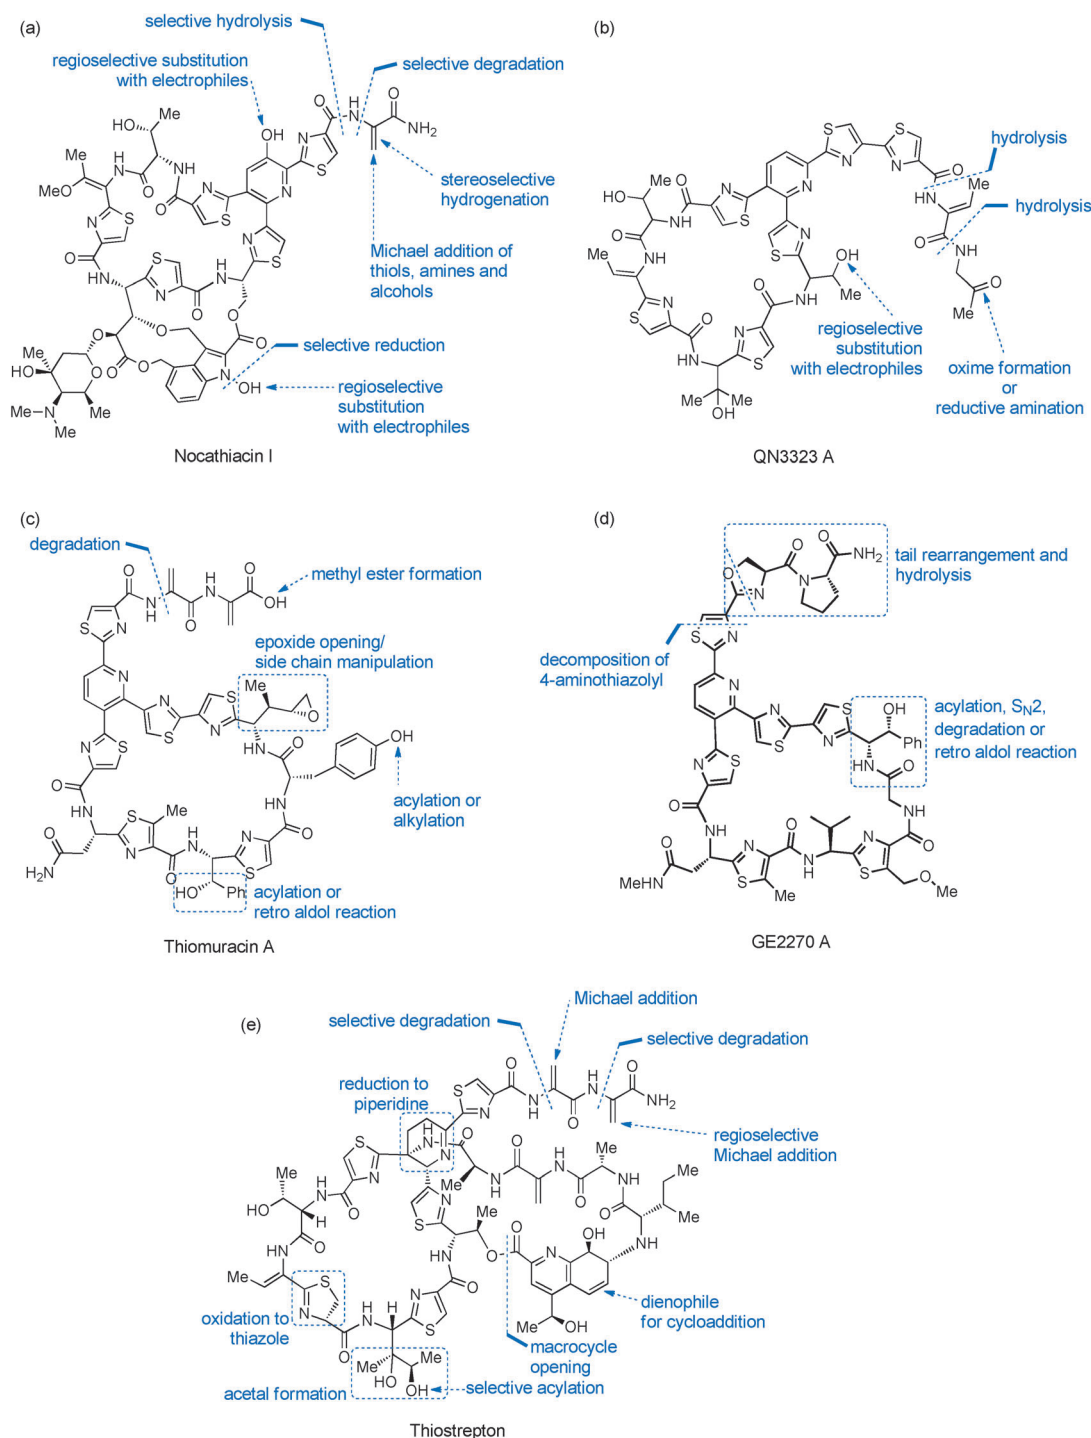 (a)
selective hydrolysis
regioselective substitution
with electrophiles
selective degradation
stereoselective
hydrogenation
Michael addition of
thiols, amines and
alcohols
selective reduction
regioselective
substitution
with electrophiles
Nocathiacin I
(b)
hydrolysis
hydrolysis
regioselective
substitution
with electrophiles
oxime formation
or
reductive amination
QN3323 A
(c)
degradation
methyl ester formation
epoxide opening/
side chain manipulation
acylation or
alkylation
acylation or
retro aldol reaction
Thiomuracin A
(d)
tail rearrangement and
hydrolysis
decomposition of
4-aminothiazolyl
acylation, SN2,
degradation or
retro aldol reaction
GE2270 A
(e)
Michael addition
selective degradation
selective degradation
reduction to
piperidine
regioselective
Michael addition
oxidation to
thiazole
dienophile
for cycloaddition
macrocycle
opening
acetal formation
selective acylation
Thiostrepton